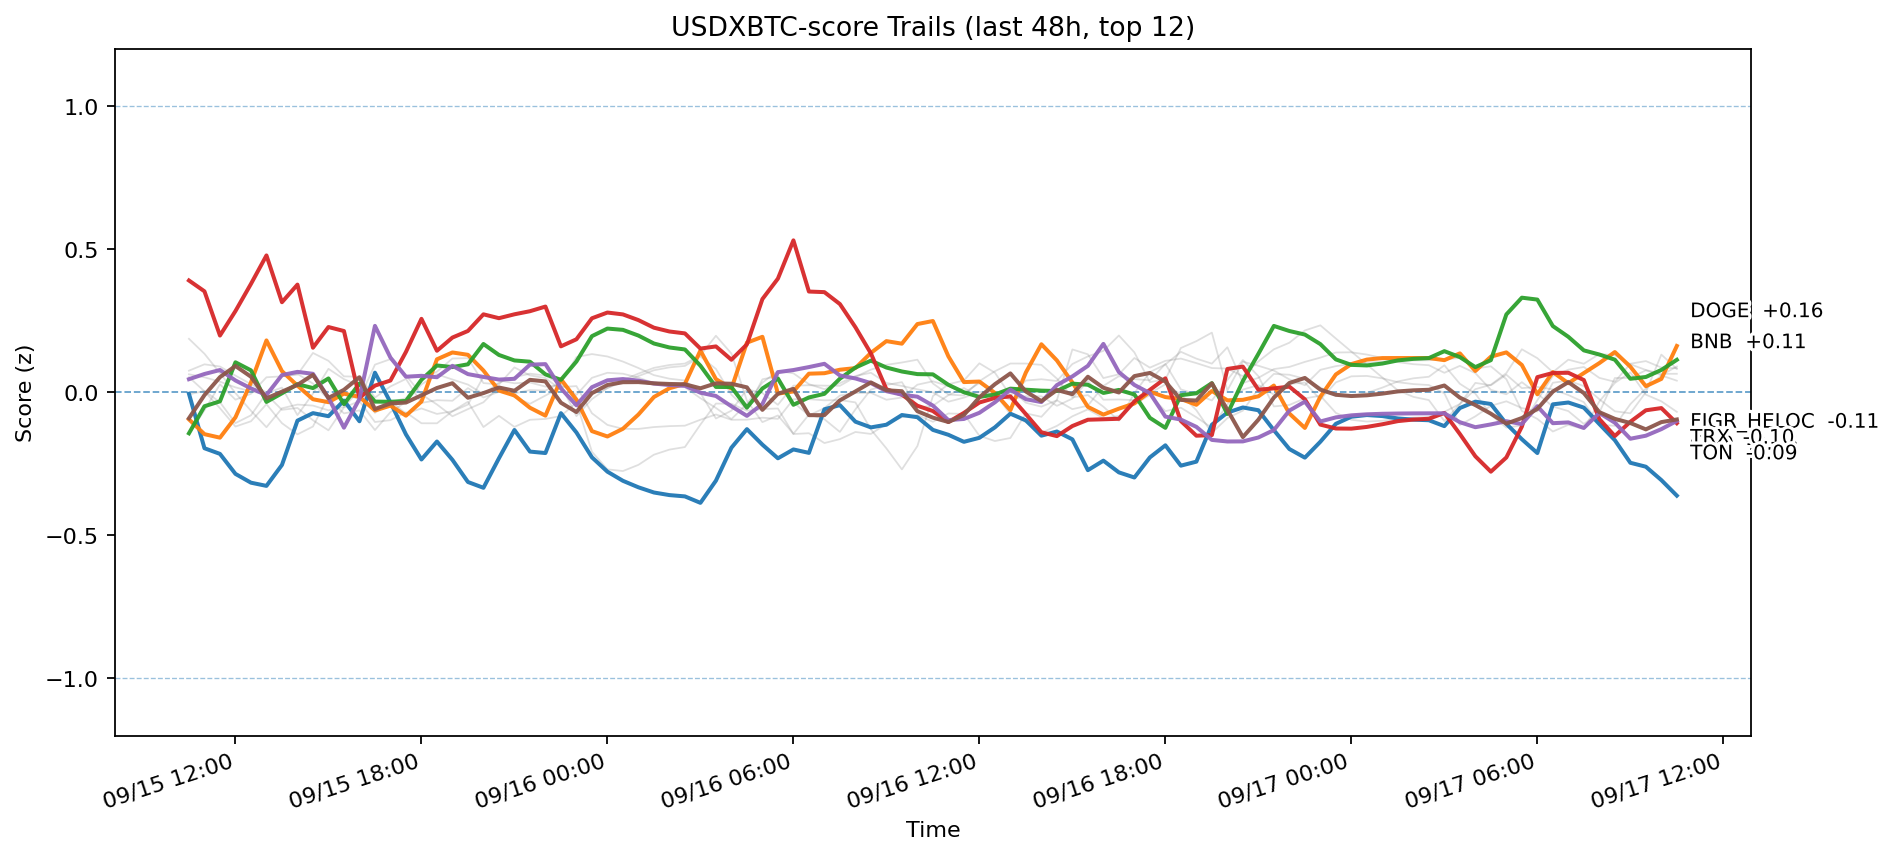 USDXBTC-score Trails (last 48h, top 12)
Score (z)
1.0
0.5
0.0
−0.5
−1.0
DOGE +0.16
BNB +0.11
FIGR_HELOC -0.11
TRX -0.10
TON -0.09
09/15 12:00
09/15 18:00
09/16 00:00
09/16 06:00
09/16 12:00
09/16 18:00
09/17 00:00
09/17 06:00
09/17 12:00
Time